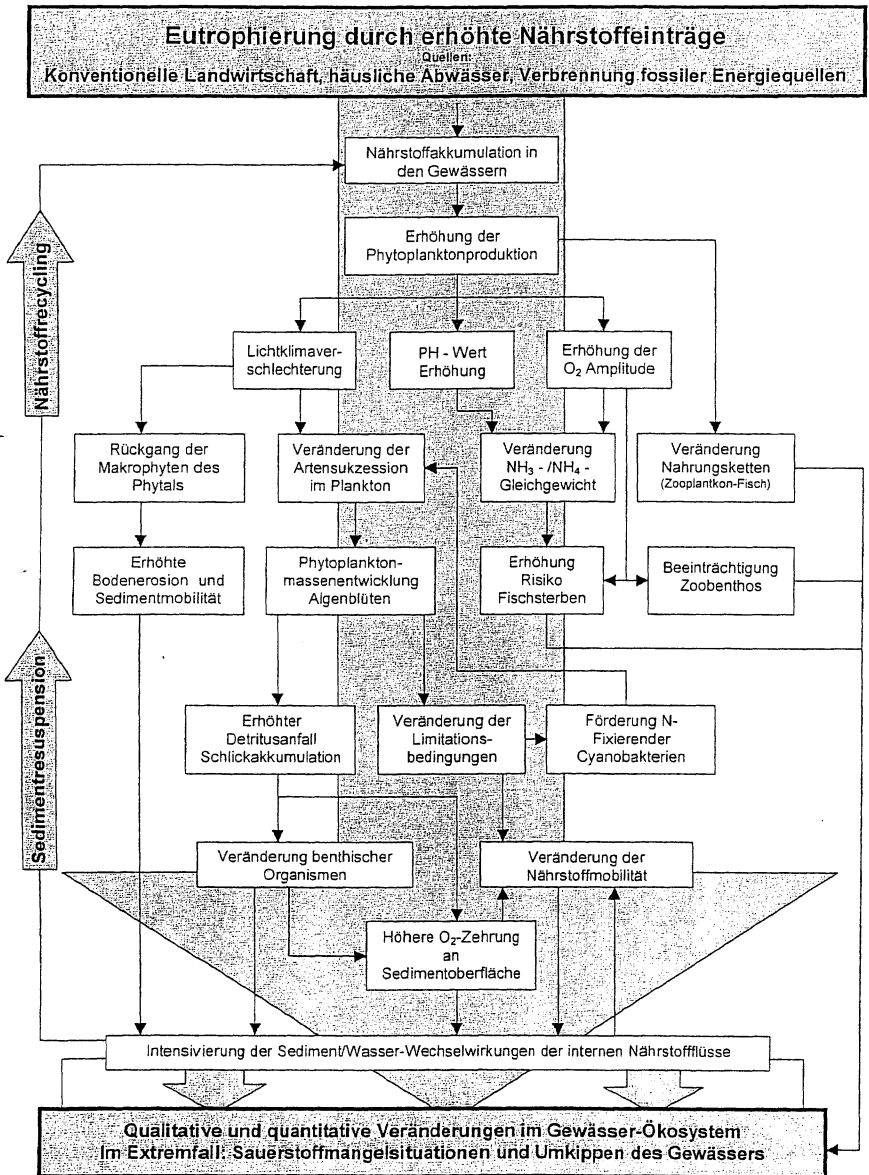 Eutrophierung durch erhöhte Nährstoffeinträge
Quellen:
Konventionelle Landwirtschaft, häusliche Abwässer, Verbrennung fossiler Energiequellen
Nährstoffakkumulation in
den Gewässern
Erhöhung der
Phytoplanktonproduktion
Nährstoffrecycling
Lichtklimaver-
schlechterung
PH - Wert
Erhöhung
Erhöhung der
O₂ Amplitude
Rückgang der
Makrophyten des
Phytals
Veränderung der
Artensukzession
im Plankton
Veränderung
NH₃ - /NH₄ -
Gleichgewicht
Veränderung
Nahrungsketten
(Zooplantkon-Fisch)
Erhöhte
Bodenerosion und
Sedimentmobilität
Phytoplankton-
massenentwicklung
Algenblüten
Erhöhung
Risiko
Fischsterben
Beeinträchtigung
Zoobenthos
Sedimentresuspension
Erhöhter
Detritusanfall
Schlickakkumulation
Veränderung der
Limitations-
bedingungen
Förderung N-
Fixierender
Cyanobakterien
Veränderung benthischer
Organismen
Veränderung der
Nährstoffmobilität
Höhere O₂-Zehrung
an
Sedimentoberfläche
Intensivierung der Sediment/Wasser-Wechselwirkungen der internen Nährstoffflüsse
Qualitative und quantitative Veränderungen im Gewässer-Ökosystem
Im Extremfall: Sauerstoffmangelsituationen und Umkippen des Gewässers